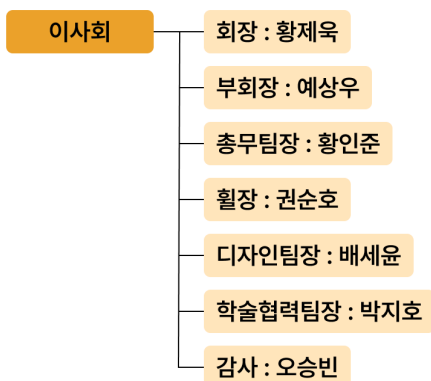 이사회
회장 : 황제욱
부회장 : 예상우
총무팀장 : 황인준
휠장 : 권순호
디자인팀장 : 배세윤
학술협력팀장 : 박지호
감사 : 오승빈